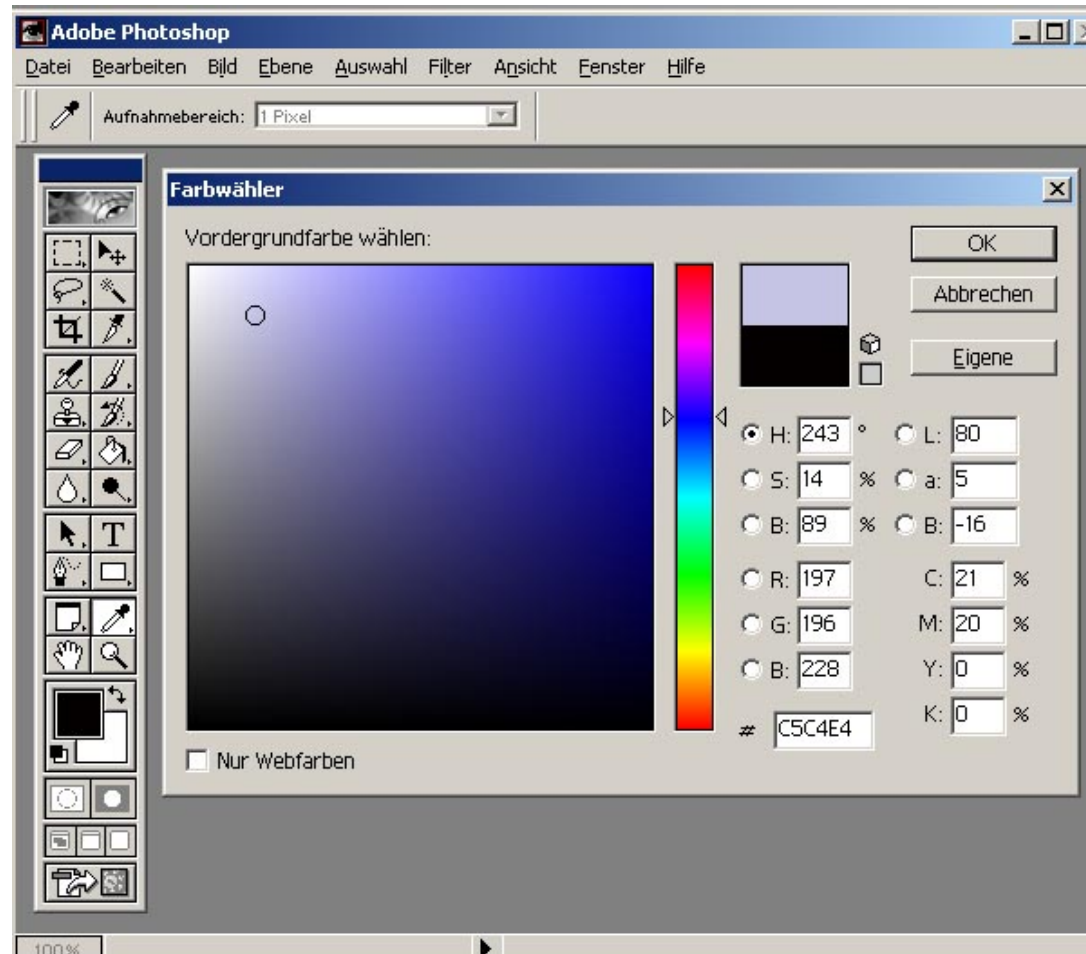 Adobe Photoshop
Datei Bearbeiten Bild Ebene Auswahl Filter Ansicht Fenster Hilfe
Aufnahmebereich: 1 Pixel
Farbwähler
Vordergrundfarbe wählen:
OK
Abbrechen
Eigene
H: 243 ° L: 80
S: 14 % a: 5
B: 89 % B: -16
R: 197 C: 21 %
G: 196 M: 20 %
B: 228 Y: 0 %
# C5C4E4 K: 0 %
Nur Webfarben
T
100%